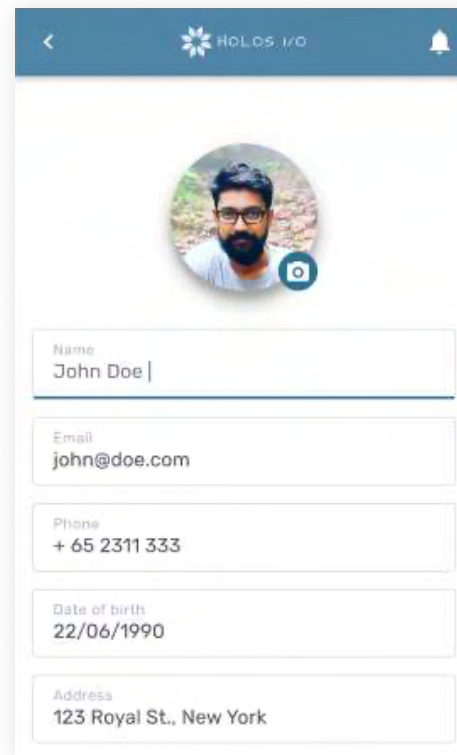 HOLOS I/O
Name
John Doe
Email
john@doe.com
Phone
+ 65 2311 333
Date of birth
22/06/1990
Address
123 Royal St., New York